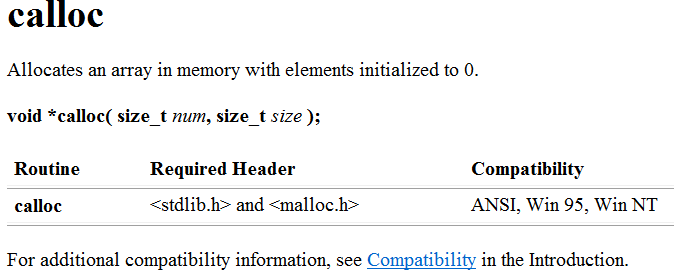 calloc
Allocates an array in memory with elements initialized to 0.
void *calloc( size_t num, size_t size );
Routine Required Header Compatibility
calloc <stdlib.h> and <malloc.h> ANSI, Win 95, Win NT
For additional compatibility information, see Compatibility in the Introduction.